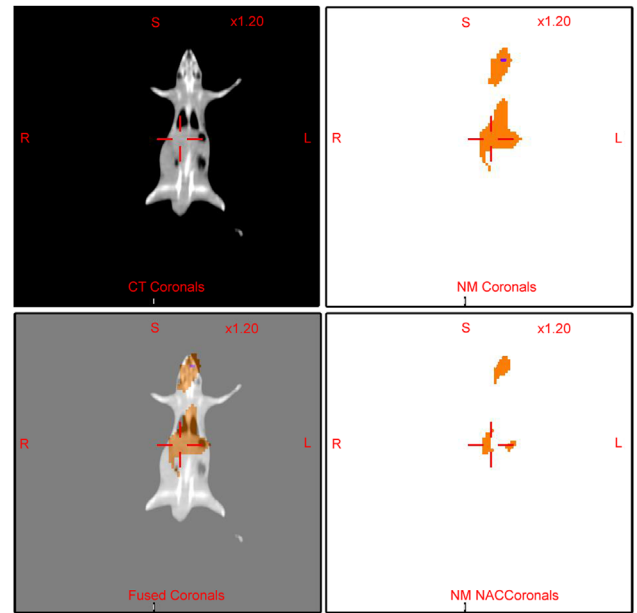 S x1.20
R L
CT Coronals
S x1.20
R L
NM Coronals
S x1.20
R L
Fused Coronals
S x1.20
R L
NM NACCoronals